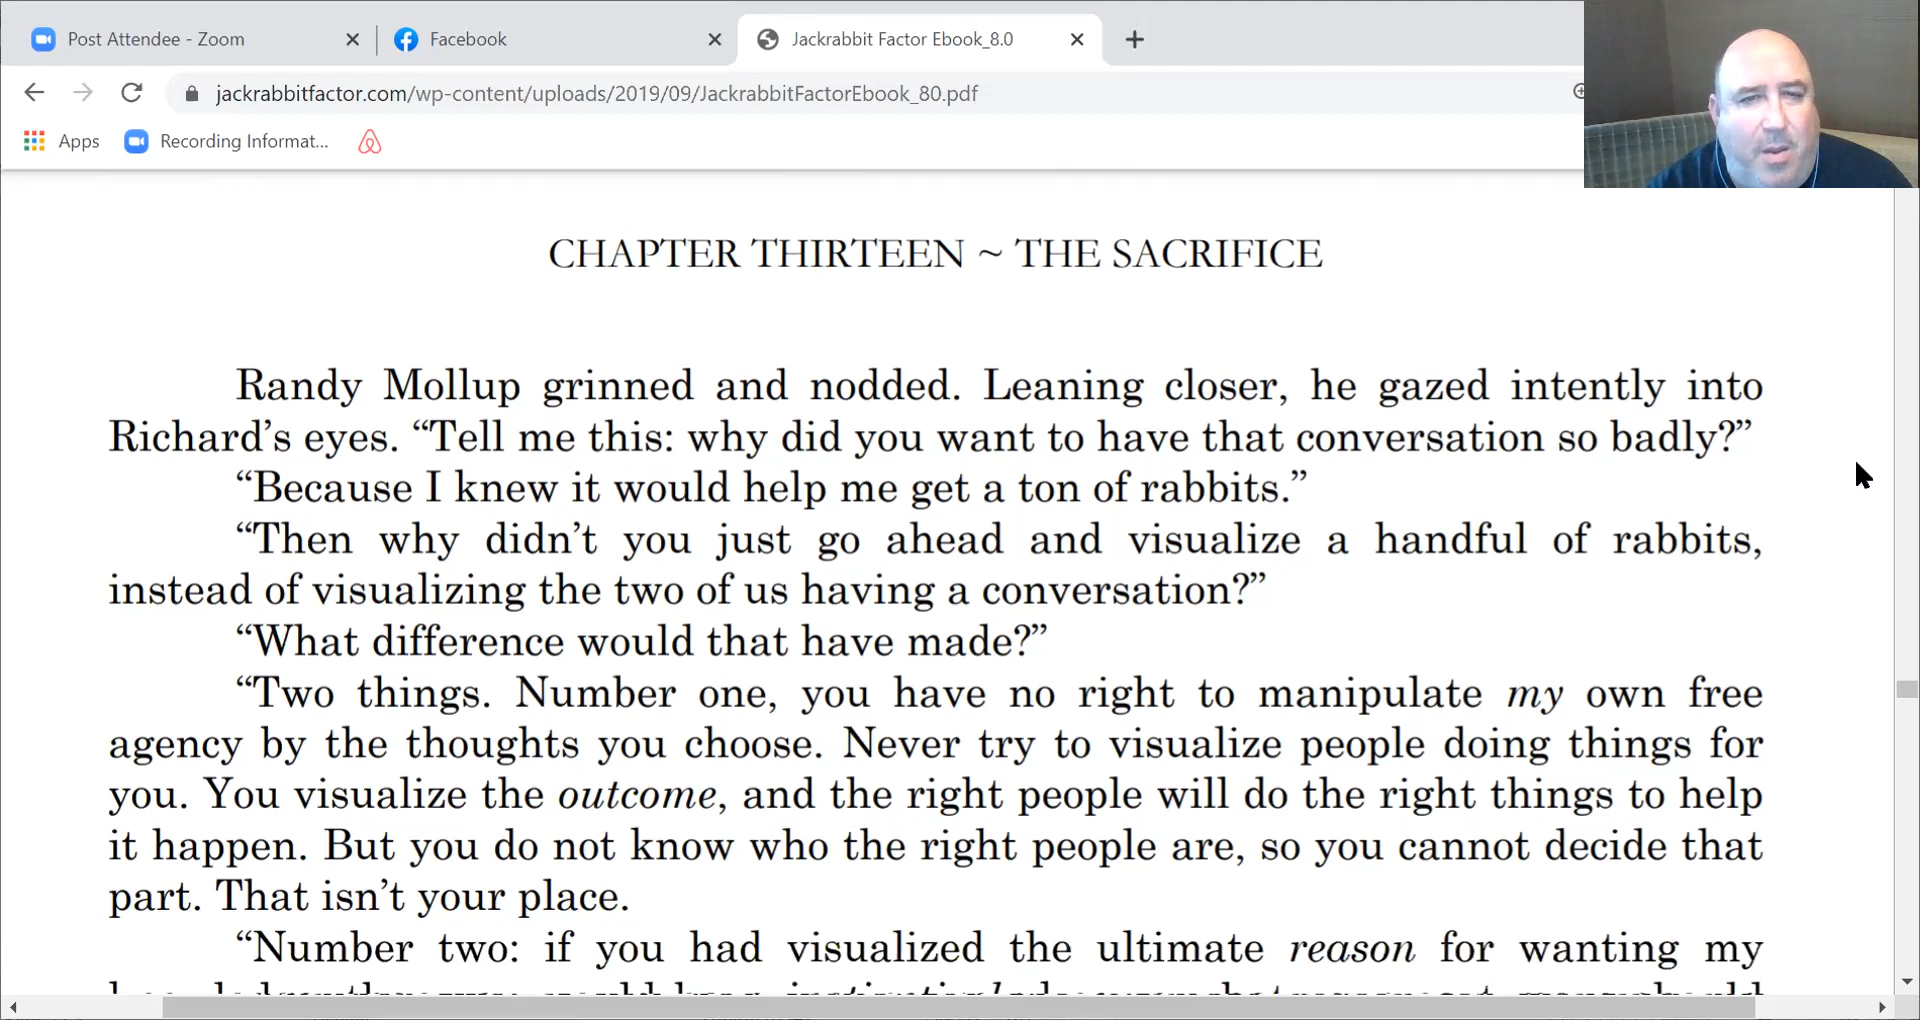 Post Attendee - Zoom
Facebook
Jackrabbit Factor Ebook_8.0
jackrabbitfactor.com/wp-content/uploads/2019/09/JackrabbitFactorEbook_80.pdf
Apps
Recording Informat...
CHAPTER THIRTEEN ~ THE SACRIFICE
Randy Mollup grinned and nodded. Leaning closer, he gazed intently into
Richard’s eyes. “Tell me this: why did you want to have that conversation so badly?”
“Because I knew it would help me get a ton of rabbits.”
“Then why didn’t you just go ahead and visualize a handful of rabbits,
instead of visualizing the two of us having a conversation?”
“What difference would that have made?”
“Two things. Number one, you have no right to manipulate my own free
agency by the thoughts you choose. Never try to visualize people doing things for
you. You visualize the outcome, and the right people will do the right things to help
it happen. But you do not know who the right people are, so you cannot decide that
part. That isn’t your place.
“Number two: if you had visualized the ultimate reason for wanting my